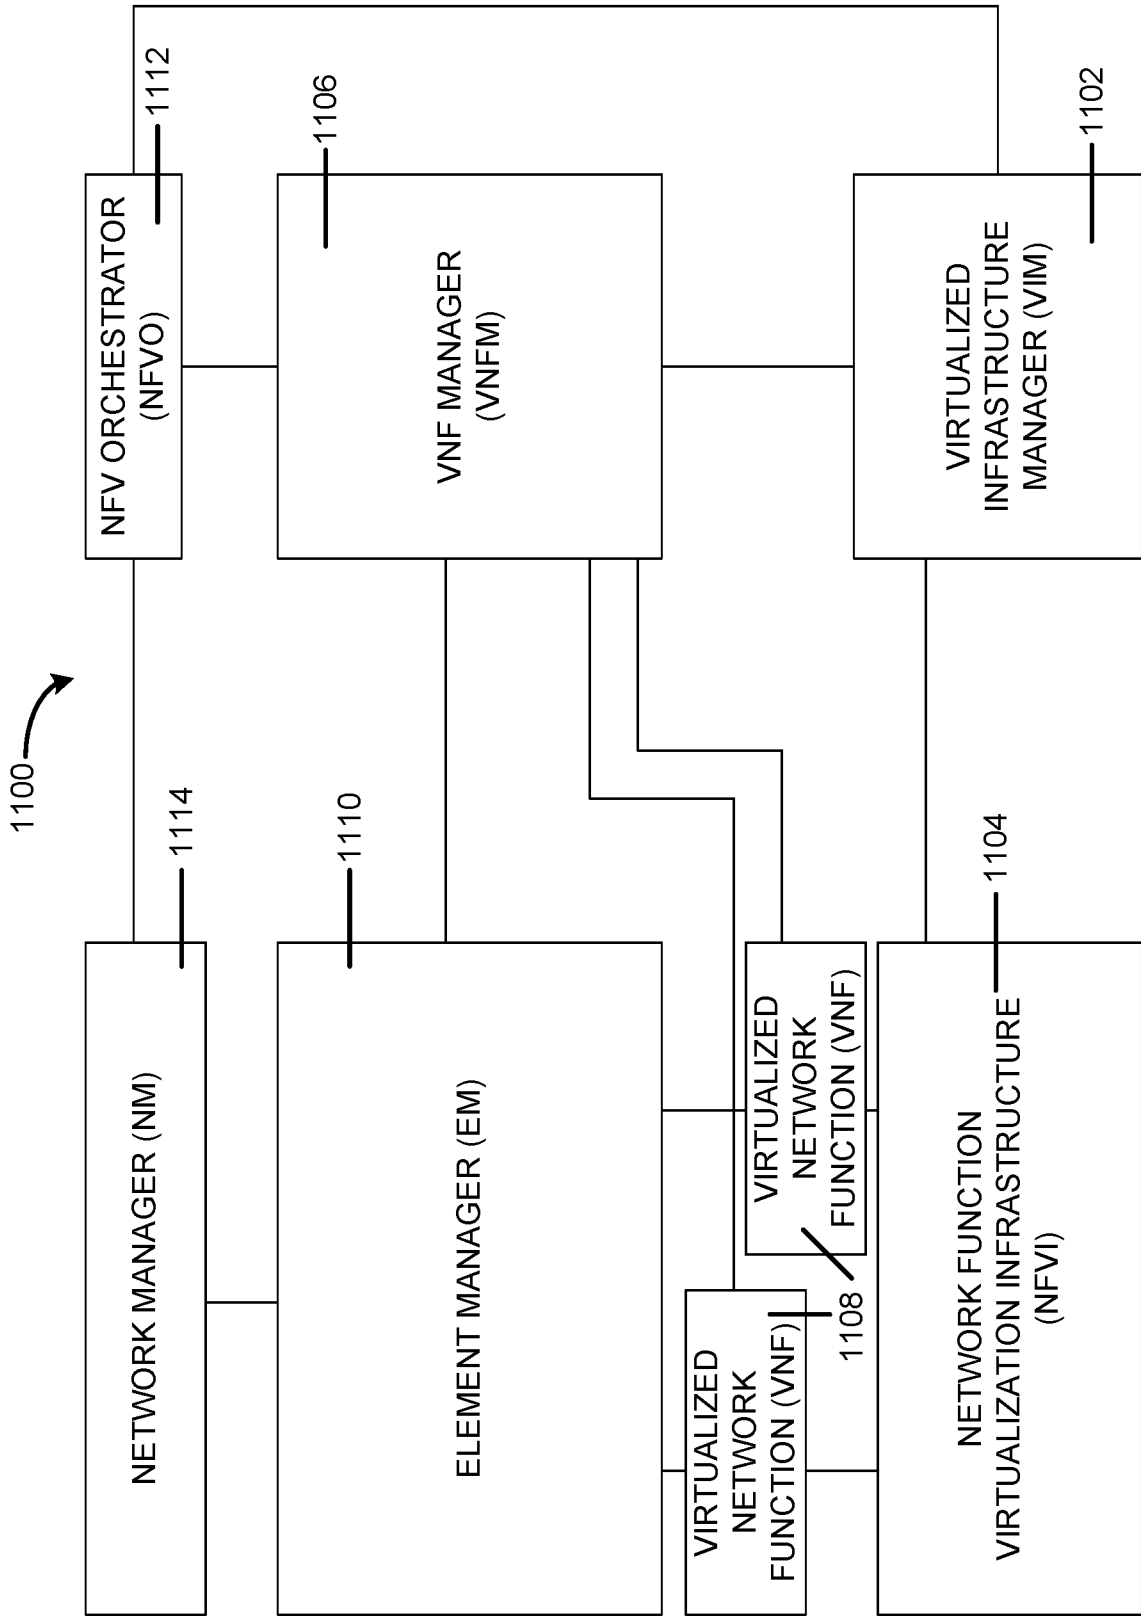 1100
NETWORK MANAGER (NM)
1114
NFV ORCHESTRATOR
(NFVO)
1112
ELEMENT MANAGER (EM)
1110
VNF MANAGER
(VNFM)
1106
VIRTUALIZED
NETWORK
FUNCTION (VNF)
VIRTUALIZED
NETWORK
FUNCTION (VNF)
1108
NETWORK FUNCTION
VIRTUALIZATION INFRASTRUCTURE
(NFVI)
1104
VIRTUALIZED
INFRASTRUCTURE
MANAGER (VIM)
1102